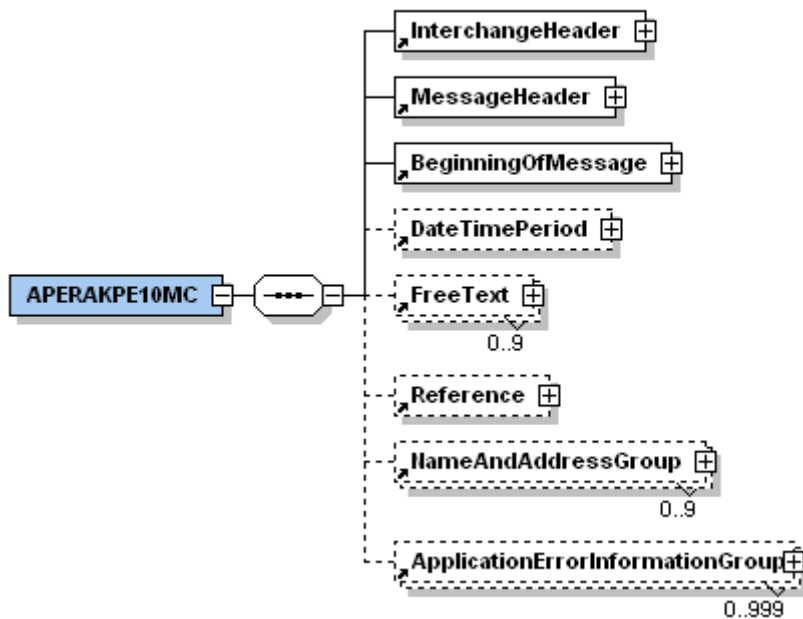 InterchangeHeader
MessageHeader
BeginningOfMessage
DateTimePeriod
APERAKPE10MC
FreeText
0..9
Reference
NameAndAddressGroup
0..9
ApplicationErrorInformationGroup
0..999